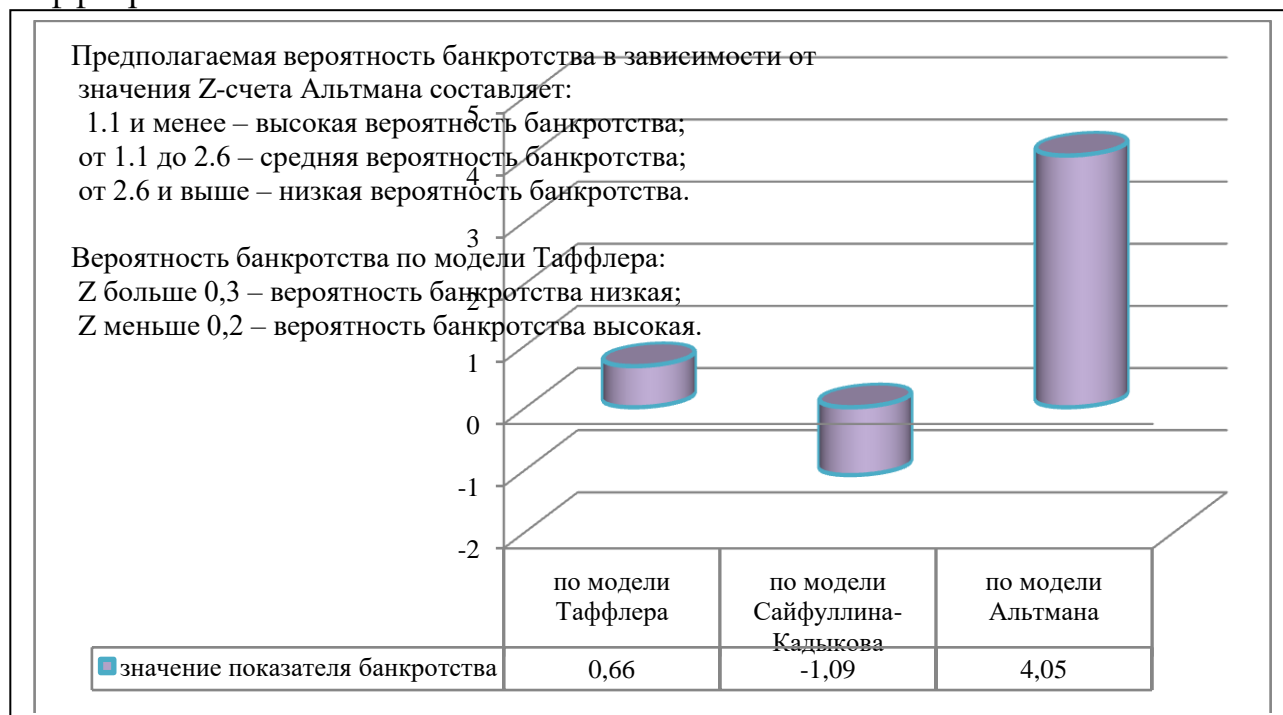 Предполагаемая вероятность банкротства в зависимости от
значения Z-счета Альтмана составляет:
1.1 и менее – высокая вероятность банкротства;
от 1.1 до 2.6 – средняя вероятность банкротства;
от 2.6 и выше – низкая вероятность банкротства.
Вероятность банкротства по модели Таффлера:
Z больше 0,3 – вероятность банкротства низкая;
Z меньше 0,2 – вероятность банкротства высокая.
5
4
3
2
1
0
-1
-2
по модели
Таффлера
по модели
Сайфуллина-
Кадыкова
по модели
Альтмана
значение показателя банкротства
0,66
-1,09
4,05